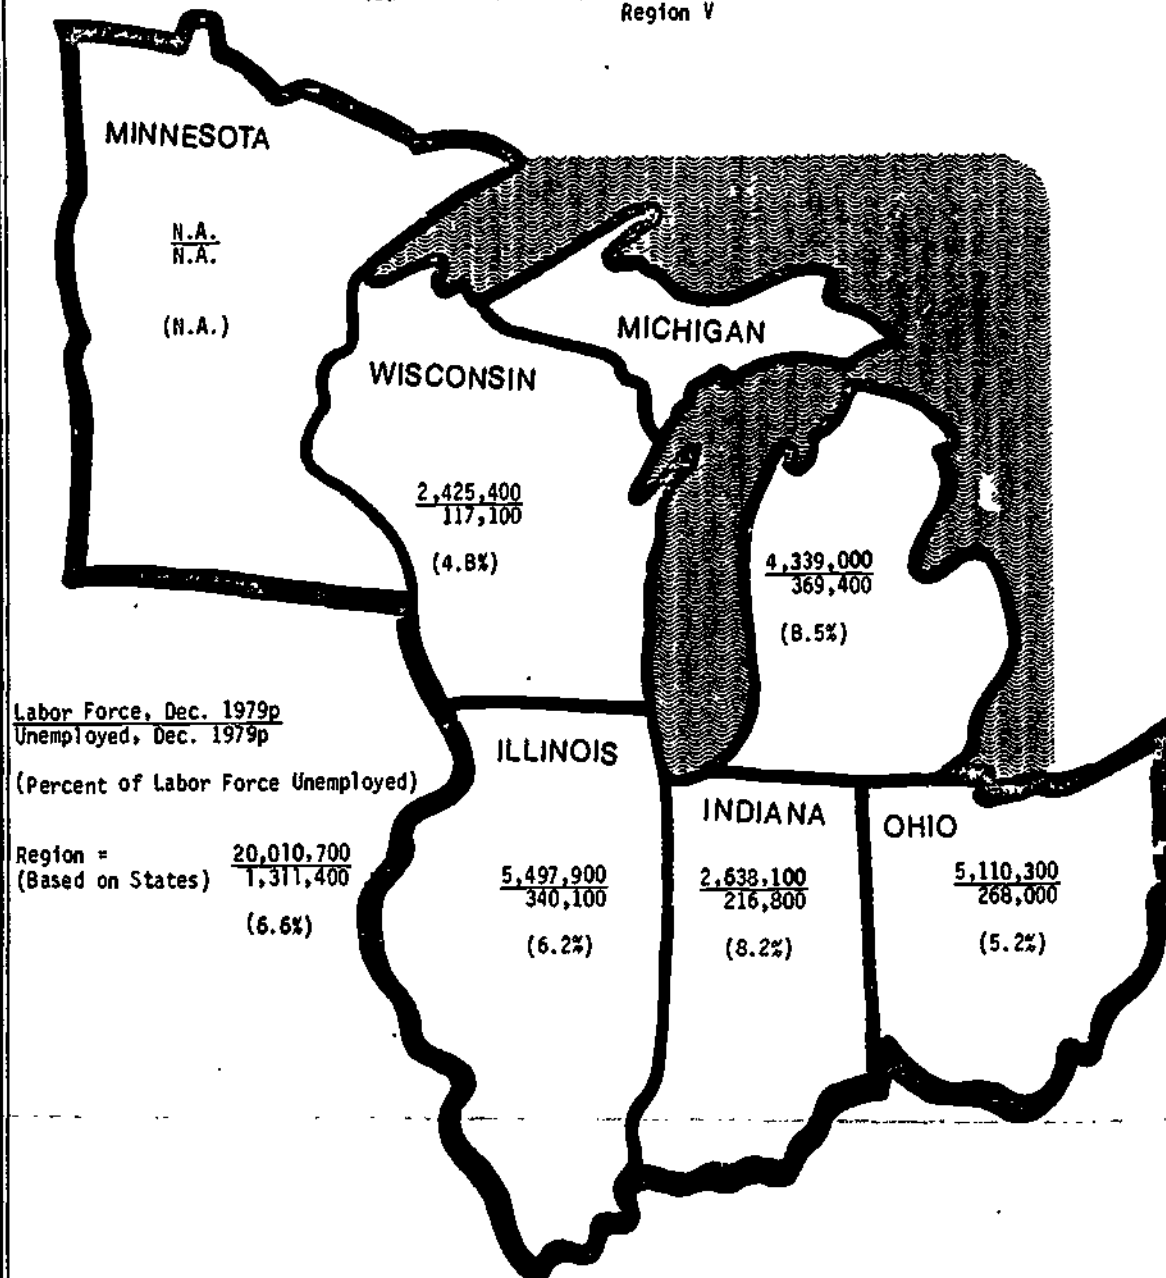 Region V
MINNESOTA
N.A.
N.A.
(N.A.)
MICHIGAN
WISCONSIN
2,425,400
117,100
(4.8%)
4,339,000
369,400
(8.5%)
Labor Force, Dec. 1979p
Unemployed, Dec. 1979p
(Percent of Labor Force Unemployed)
Region =
(Based on States)
20,010,700
1,311,400
(6.6%)
ILLINOIS
5,497,900
340,100
(6.2%)
INDIANA
2,638,100
216,800
(8.2%)
OHIO
5,110,300
268,000
(5.2%)